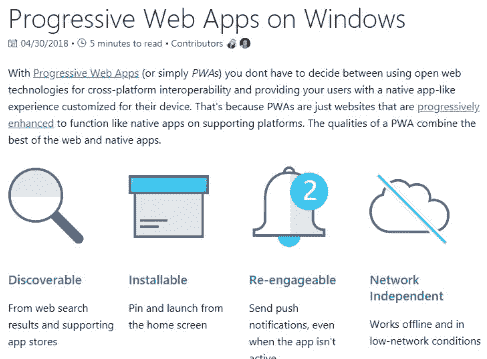 Progressive Web Apps on Windows
04/30/2018 • 5 minutes to read • Contributors
With Progressive Web Apps (or simply PWAs) you dont have to decide between using open web
technologies for cross-platform interoperability and providing your users with a native app-like
experience customized for their device. That's because PWAs are just websites that are progressively
enhanced to function like native apps on supporting platforms. The qualities of a PWA combine the
best of the web and native apps.
2
Discoverable
From web search
results and supporting
app stores
Installable
Pin and launch from
the home screen
Re-engageable
Send push
notifications, even
when the app isn't
active
Network
Independent
Works offline and in
low-network conditions